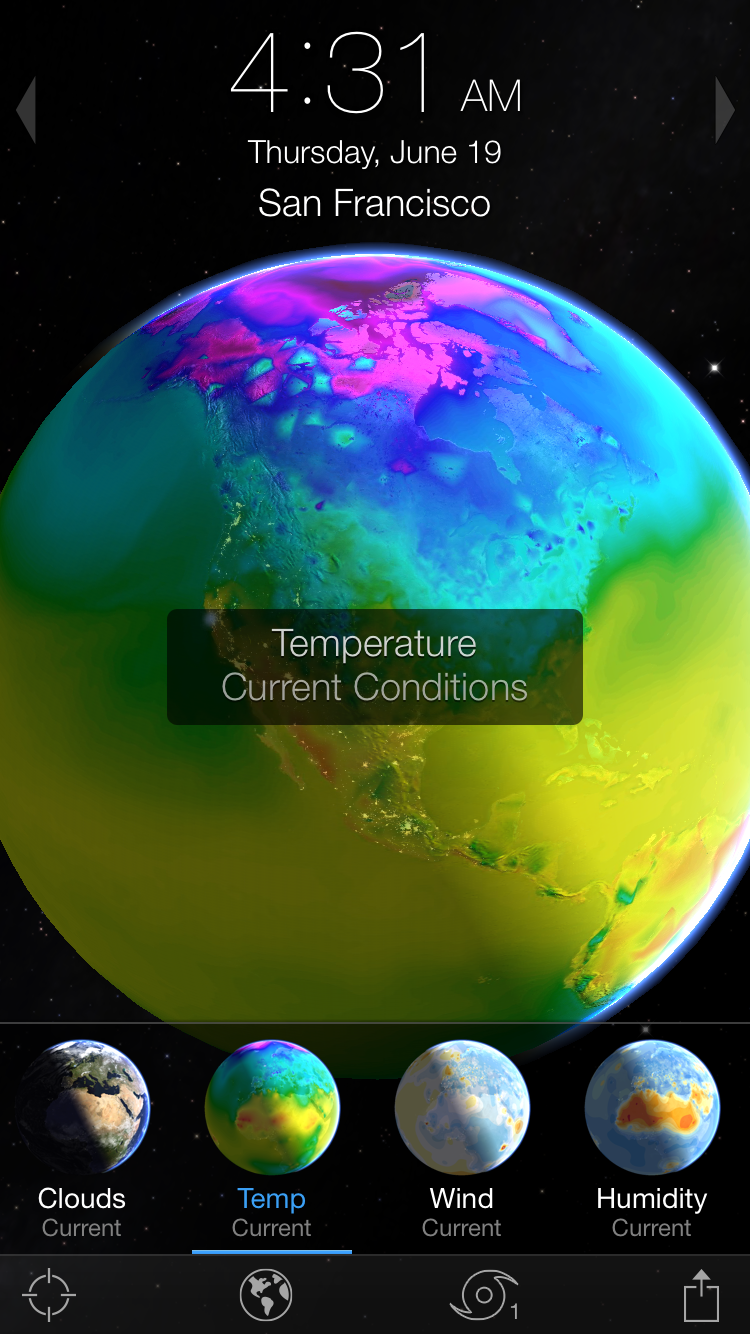 4:31 AM
Thursday, June 19
San Francisco
Temperature
Current Conditions
Clouds
Current
Temp
Current
Wind
Current
Humidity
Current
1